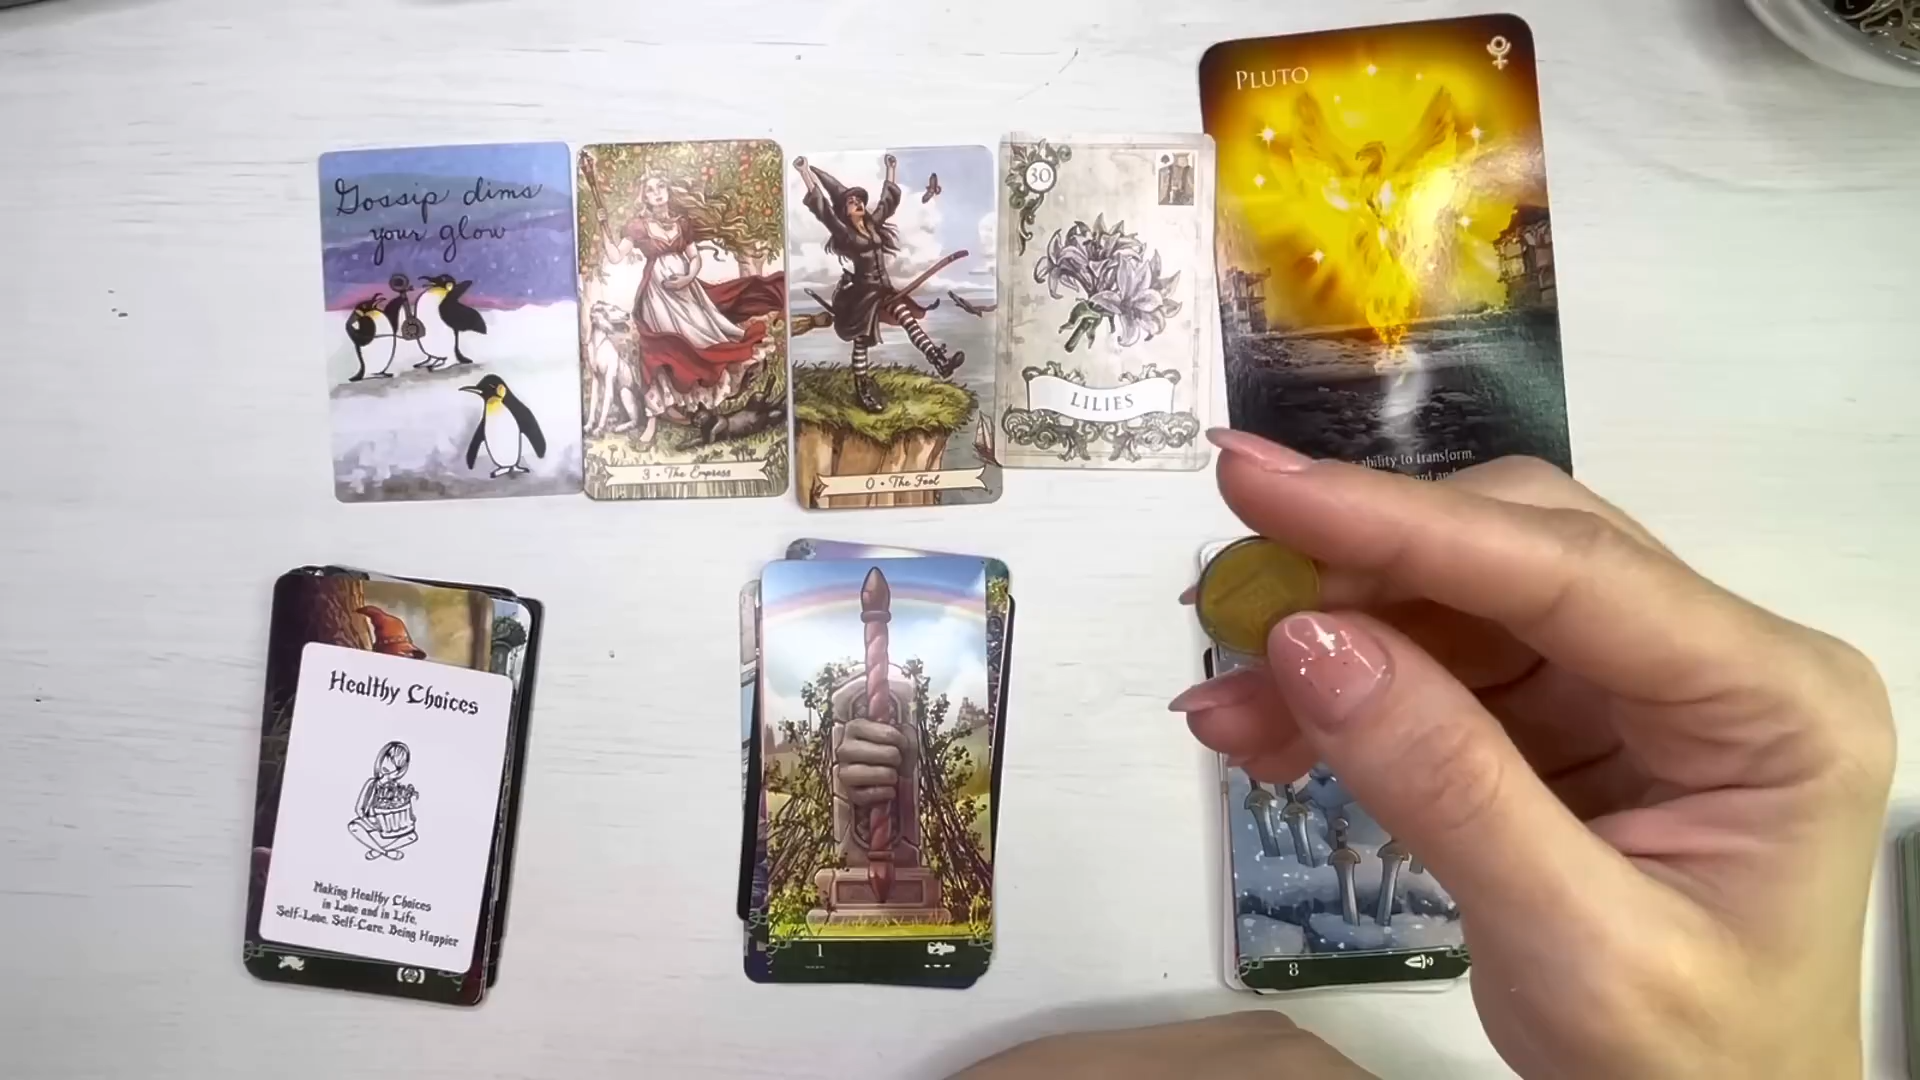 Gossip dims
your glow
3 • The Empress
0 • The Fool
30
LILIES
PLUTO
ability to transform,
Healthy Choices
Making Healthy Choices
in Love and in Life,
Self-Love, Self-Care, Being Happier
1
8